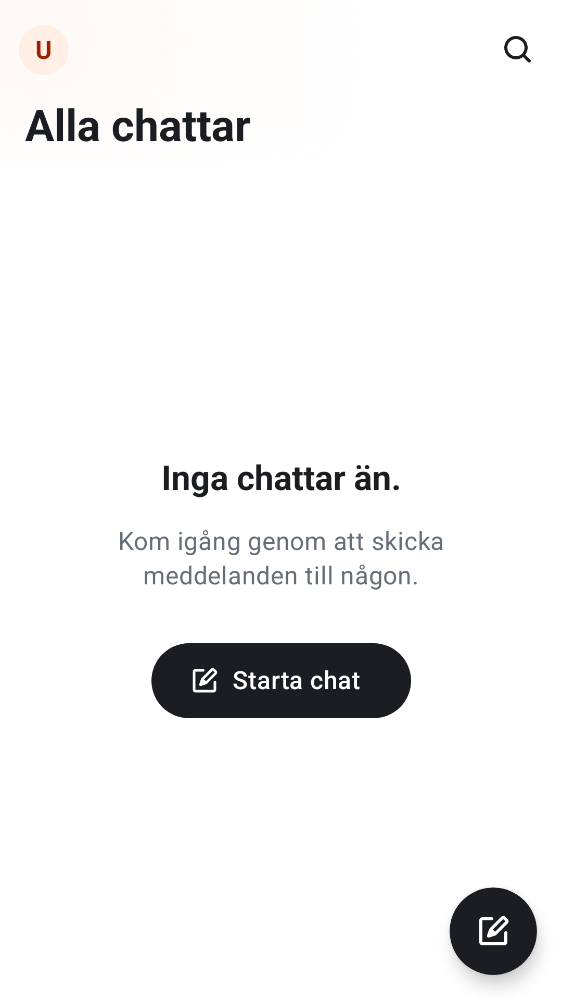 U
Alla chattar
Inga chattar än.
Kom igång genom att skicka
meddelanden till någon.
Starta chat